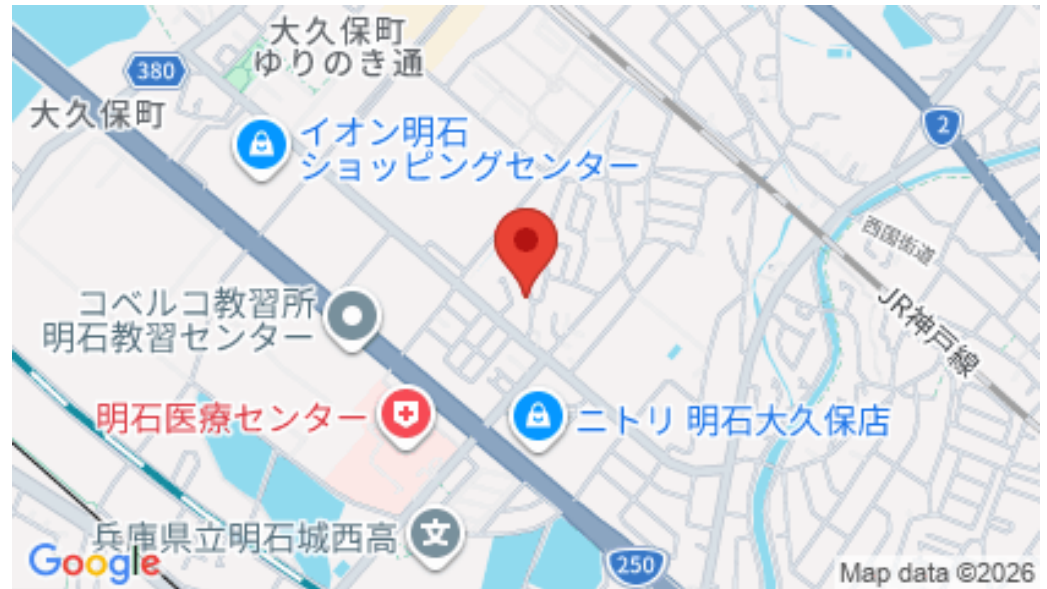 大久保町
ゆりのき通
380
大久保町
2
イオン明石
ショッピングセンター
西国街道
コベルコ教習所
明石教習センター
JR神戸線
明石医療センター
ニトリ 明石大久保店
兵庫県立明石城西高
文
250
Google
Map data ©2026